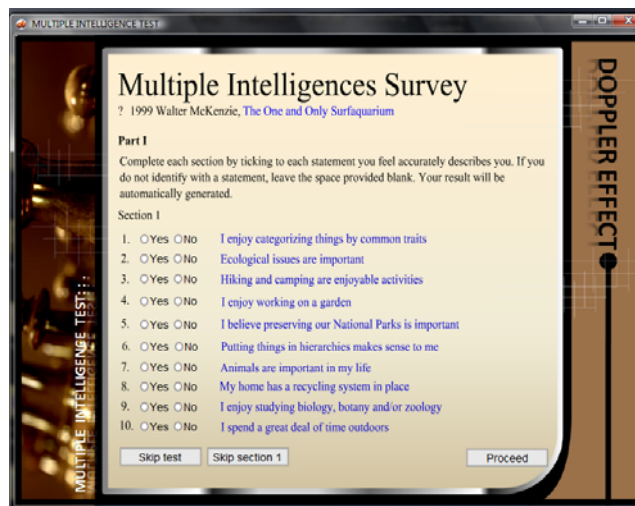 MULTIPLE INTELLIGENCE TEST
Multiple Intelligences Survey
? 1999 Walter McKenzie, The One and Only Surfaquarium
Part I
Complete each section by ticking to each statement you feel accurately describes you. If you
do not identify with a statement, leave the space provided blank. Your result will be
automatically generated.
Section 1
1. Yes No I enjoy categorizing things by common traits
2. Yes No Ecological issues are important
3. Yes No Hiking and camping are enjoyable activities
4. Yes No I enjoy working on a garden
5. Yes No I believe preserving our National Parks is important
6. Yes No Putting things in hierarchies makes sense to me
7. Yes No Animals are important in my life
8. Yes No My home has a recycling system in place
9. Yes No I enjoy studying biology, botany and/or zoology
10. Yes No I spend a great deal of time outdoors
Skip test Skip section 1 Proceed
MULTIPLE INTELLIGENCE TEST:::
DOPPLER EFFECT